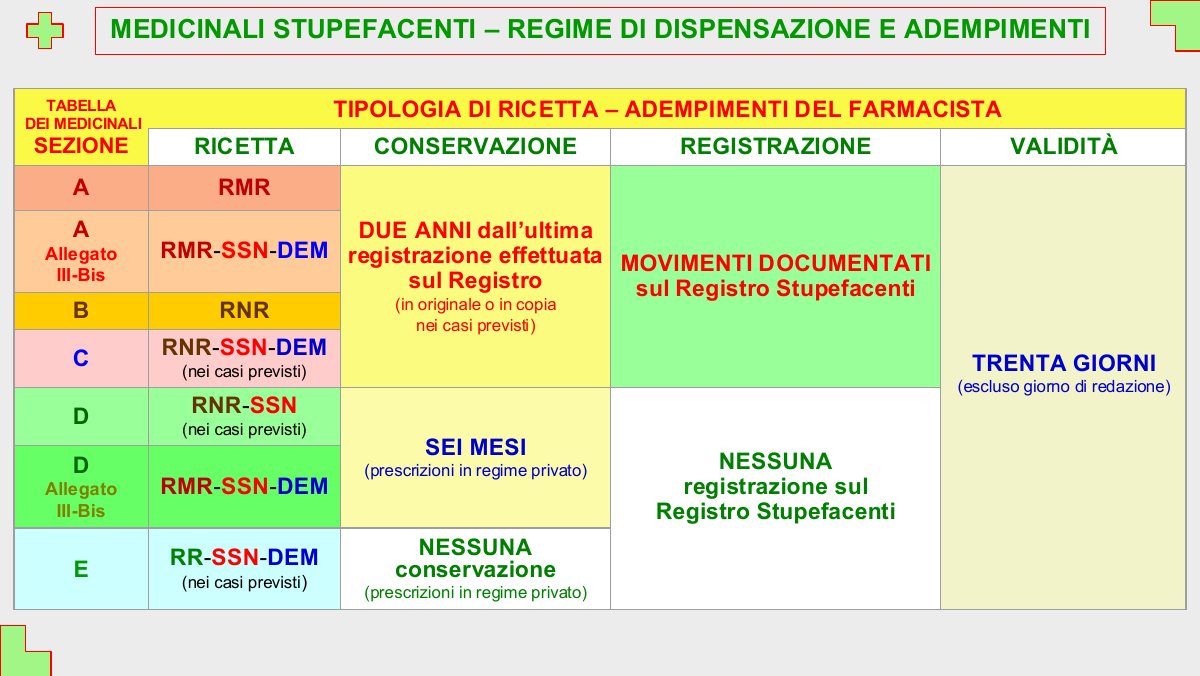 MEDICINALI STUPEFACENTI – REGIME DI DISPENSAZIONE E ADEMPIMENTI
TABELLA
DEI MEDICINALI
SEZIONE
TIPOLOGIA DI RICETTA – ADEMPIMENTI DEL FARMACISTA
RICETTA
CONSERVAZIONE
REGISTRAZIONE
VALIDITÀ
A
RMR
A
Allegato
III-Bis
RMR-SSN-DEM
B
RNR
C
RNR-SSN-DEM
(nei casi previsti)
DUE ANNI dall’ultima
registrazione effettuata
sul Registro
(in originale o in copia
nei casi previsti)
MOVIMENTI DOCUMENTATI
sul Registro Stupefacenti
TRENTA GIORNI
(escluso giorno di redazione)
D
RNR-SSN
(nei casi previsti)
D
Allegato
III-Bis
RMR-SSN-DEM
SEI MESI
(prescrizioni in regime privato)
NESSUNA
registrazione sul
Registro Stupefacenti
E
RR-SSN-DEM
(nei casi previsti)
NESSUNA
conservazione
(prescrizioni in regime privato)